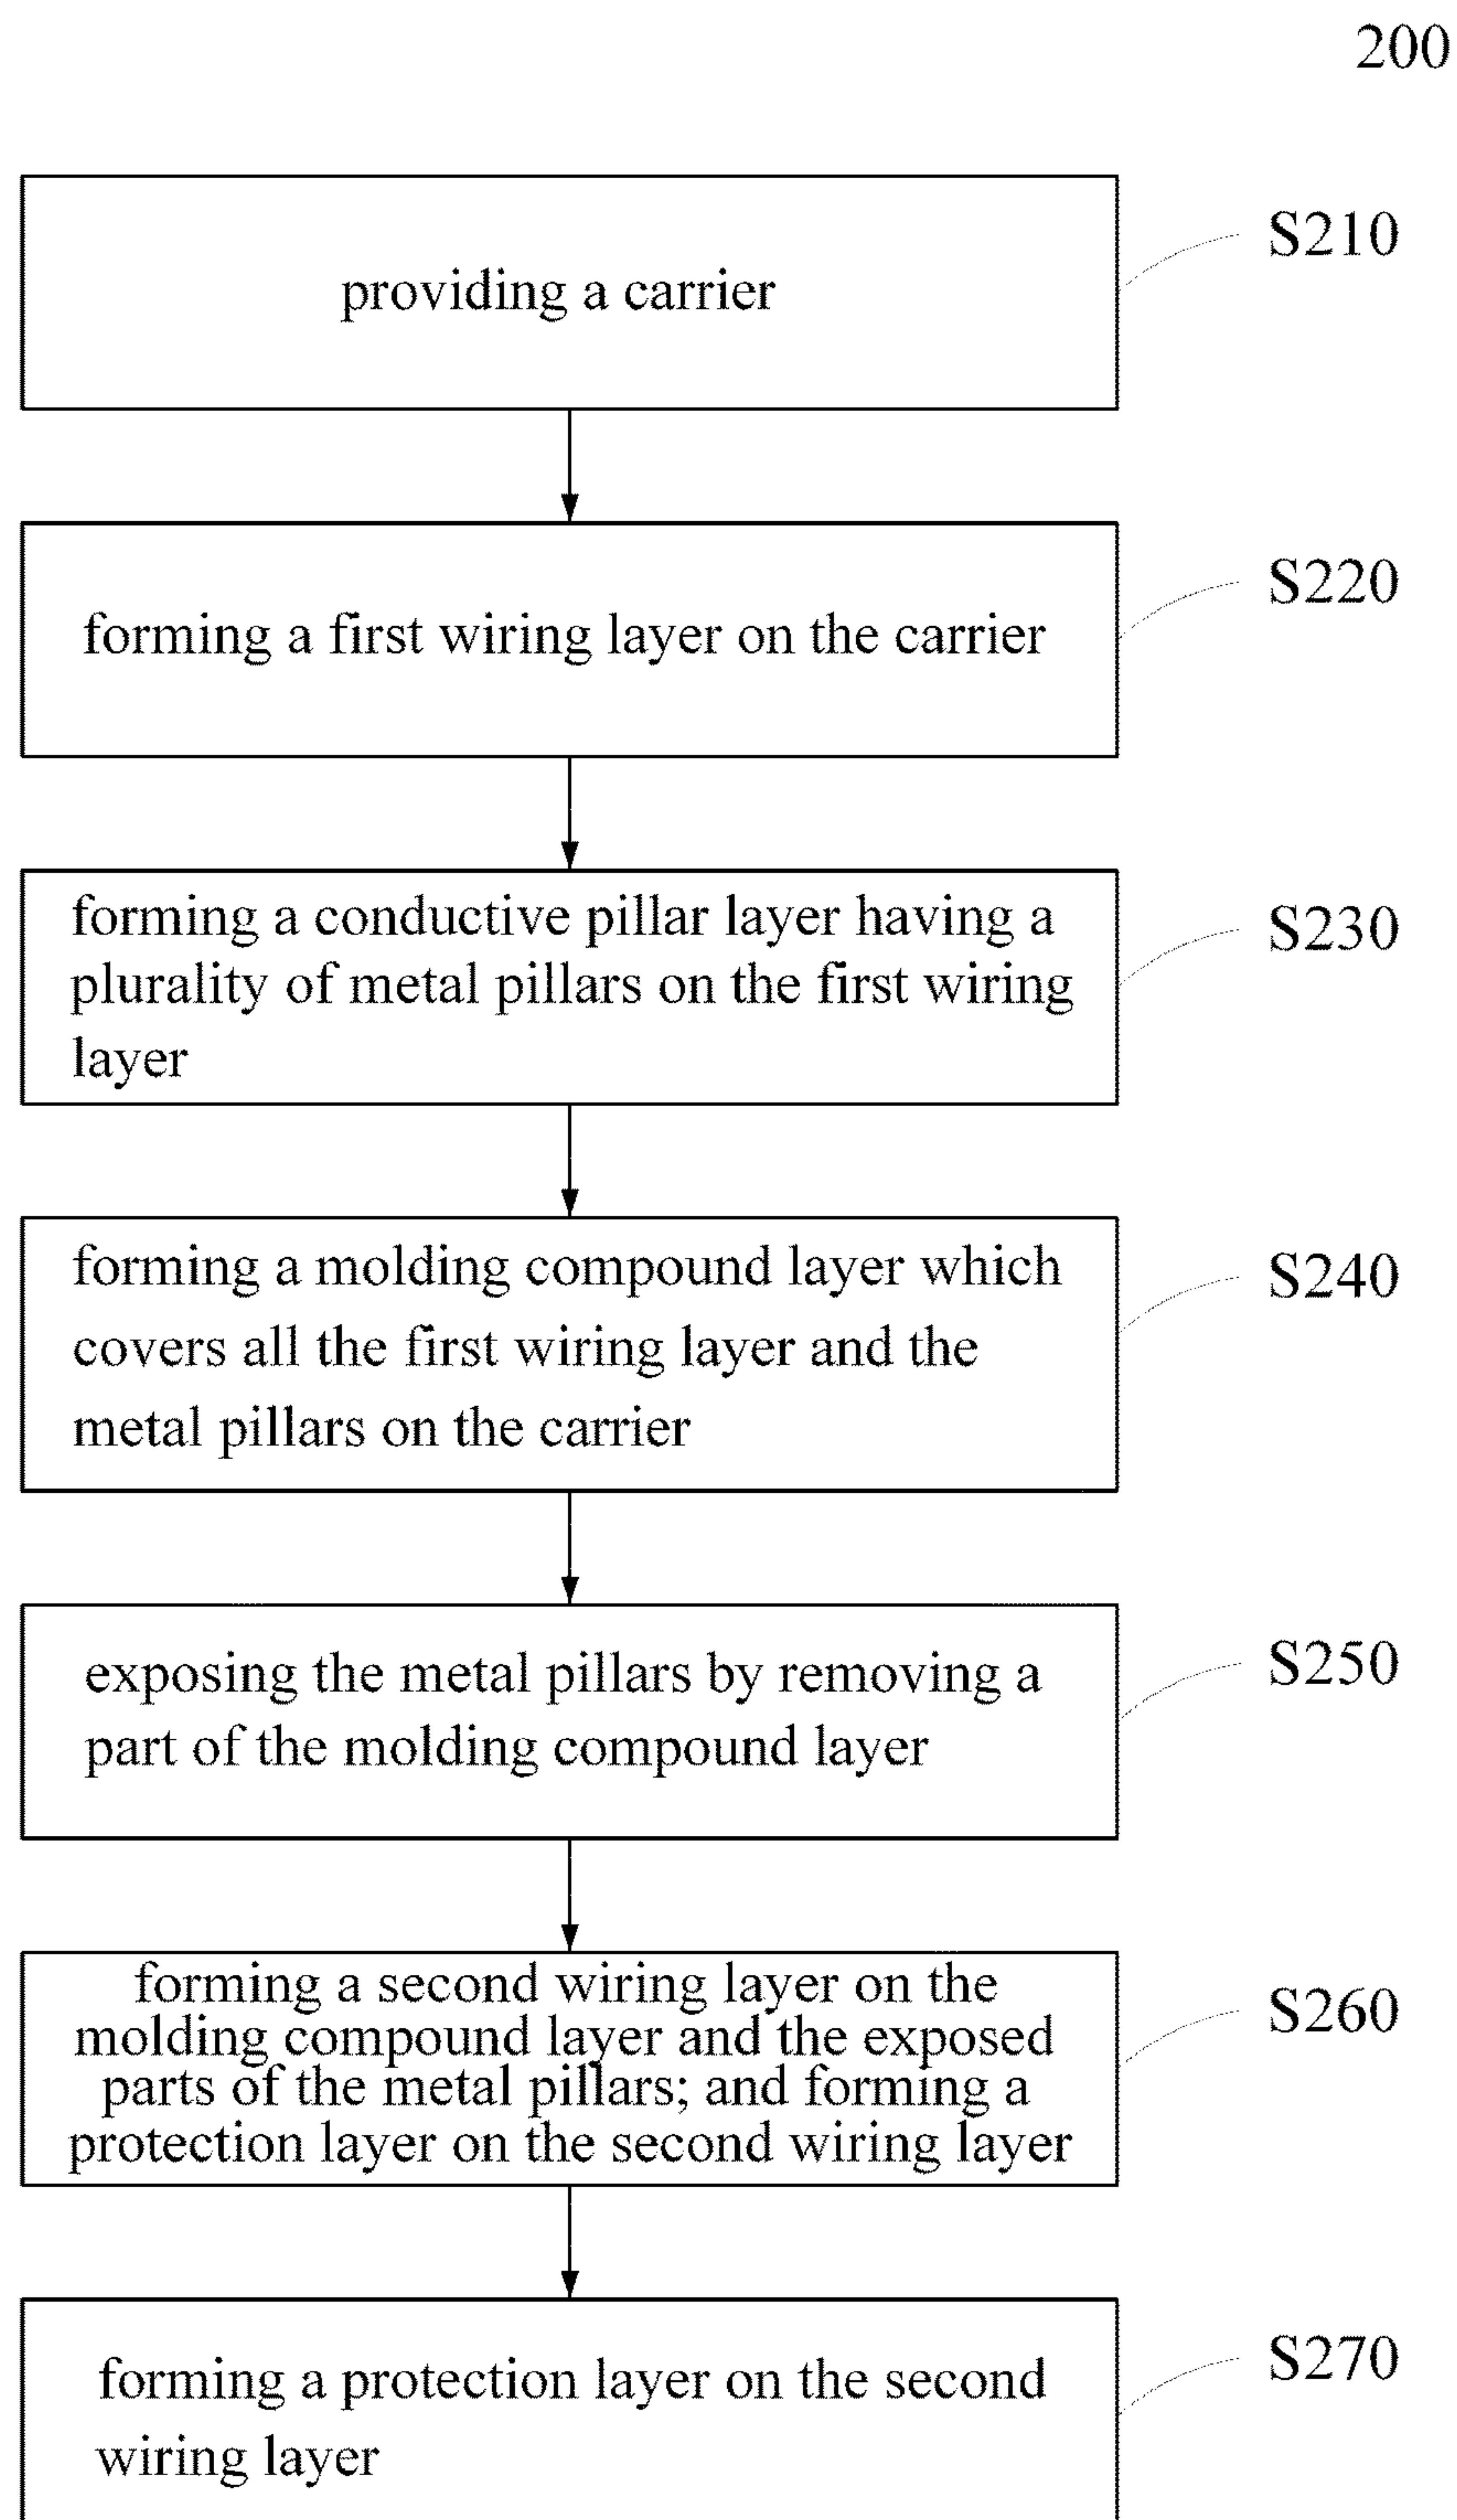 200
providing a carrier
S210
forming a first wiring layer on the carrier
S220
forming a conductive pillar layer having a
plurality of metal pillars on the first wiring
layer
S230
forming a molding compound layer which
covers all the first wiring layer and the
metal pillars on the carrier
S240
exposing the metal pillars by removing a
part of the molding compound layer
S250
forming a second wiring layer on the
molding compound layer and the exposed
parts of the metal pillars; and forming a
protection layer on the second wiring layer
S260
forming a protection layer on the second
wiring layer
S270